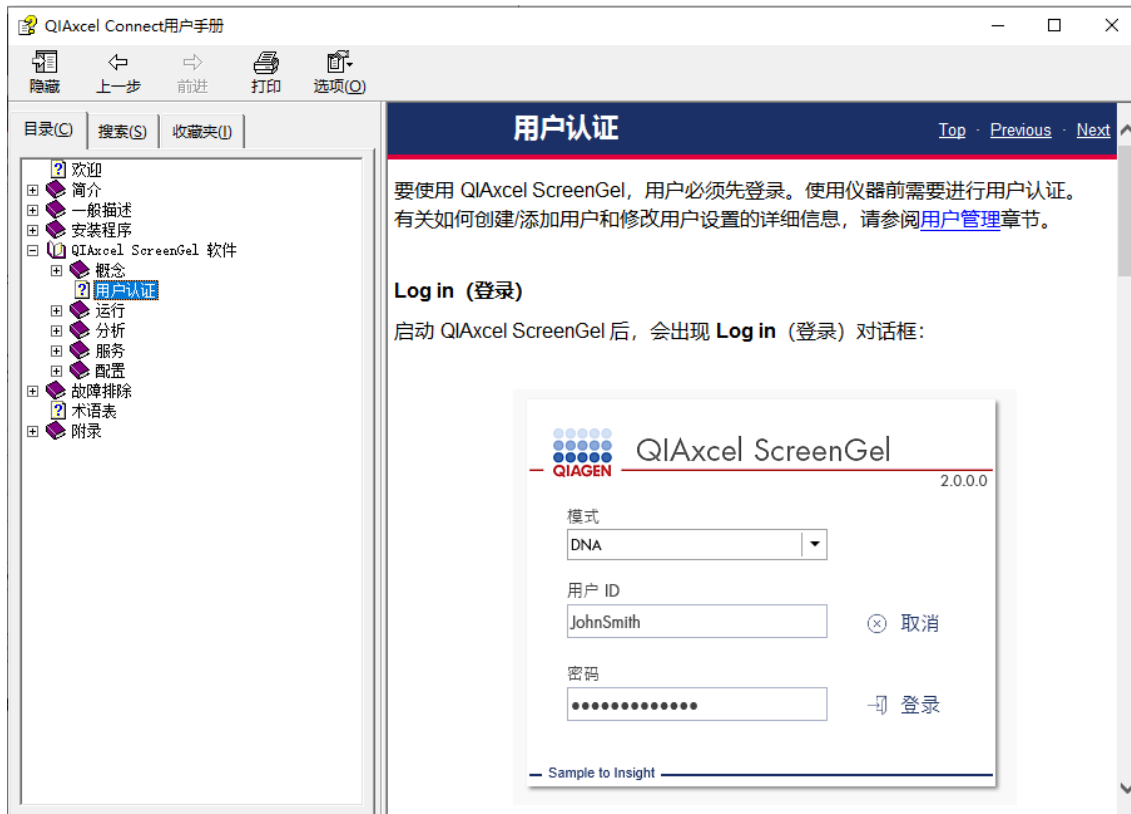 QIAxcel Connect用户手册
隐藏
上一步
前进
打印
选项(O)
目录(C)
搜索(S)
收藏夹(I)
欢迎
简介
一般描述
安装程序
QIAxcel ScreenGel 软件
概念
用户认证
运行
分析
服务
配置
故障排除
术语表
附录
用户认证
Top · Previous · Next
要使用 QIAxcel ScreenGel，用户必须先登录。使用仪器前需要进行用户认证。
有关如何创建/添加用户和修改用户设置的详细信息，请参阅用户管理章节。
Log in（登录）
启动 QIAxcel ScreenGel 后，会出现 Log in（登录）对话框：
QIAGEN
QIAxcel ScreenGel
2.0.0.0
模式
DNA
用户 ID
JohnSmith
取消
密码
●●●●●●●●●●●●●
登录
Sample to Insight